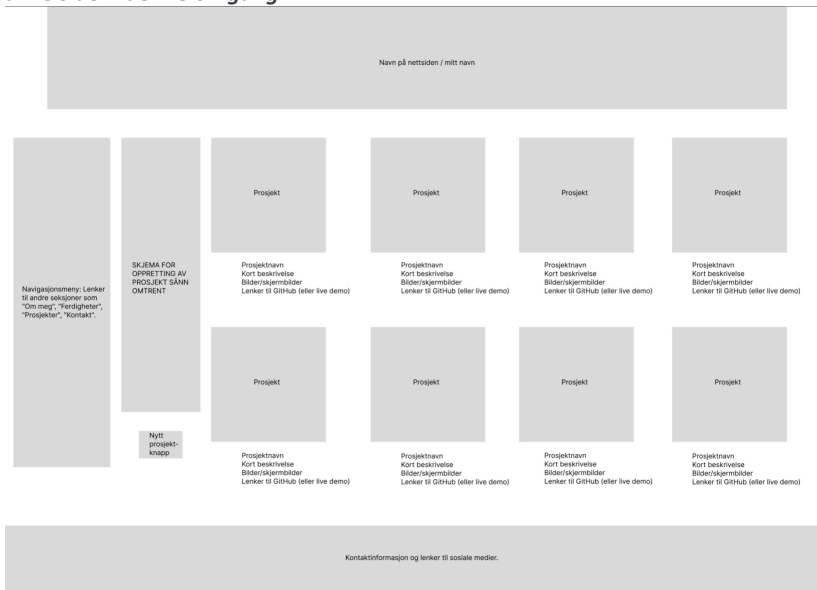 Navn på nettsiden / mitt navn
Navigasjonsmeny: Lenker
til andre seksjoner som
"Om meg", "Ferdigheter",
"Prosjekter", "Kontakt".
SKJEMA FOR
OPPRETTING AV
PROSJEKT SÅNN
OMTRENT
Nytt
prosjekt-
knapp
Prosjekt
Prosjektnavn
Kort beskrivelse
Bilder/skjermbilder
Lenker til GitHub (eller live demo)
Prosjekt
Prosjektnavn
Kort beskrivelse
Bilder/skjermbilder
Lenker til GitHub (eller live demo)
Prosjekt
Prosjektnavn
Kort beskrivelse
Bilder/skjermbilder
Lenker til GitHub (eller live demo)
Prosjekt
Prosjektnavn
Kort beskrivelse
Bilder/skjermbilder
Lenker til GitHub (eller live demo)
Prosjekt
Prosjektnavn
Kort beskrivelse
Bilder/skjermbilder
Lenker til GitHub (eller live demo)
Prosjekt
Prosjektnavn
Kort beskrivelse
Bilder/skjermbilder
Lenker til GitHub (eller live demo)
Prosjekt
Prosjektnavn
Kort beskrivelse
Bilder/skjermbilder
Lenker til GitHub (eller live demo)
Prosjekt
Prosjektnavn
Kort beskrivelse
Bilder/skjermbilder
Lenker til GitHub (eller live demo)
Kontaktinformasjon og lenker til sosiale medier.